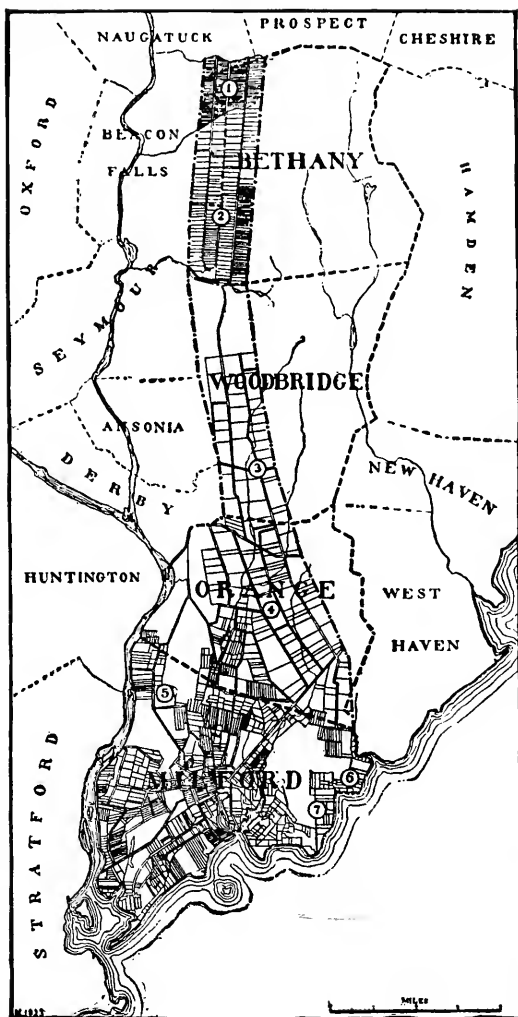 NAUGATUCK
PROSPECT
CHESHIRE
OXFORD
BEACON
FALLS
1
BETHANY
2
HAMDEN
SEYMOUR
WOODBRIDGE
ANSONIA
DERBY
3
NEW HAVEN
HUNTINGTON
ORANGE
4
WEST
HAVEN
5
MILFORD
6
7
STRATFORD
MILES